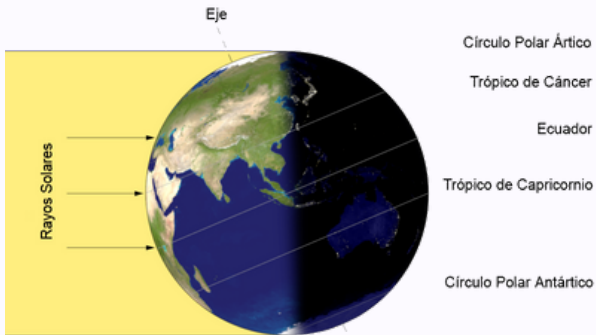 Eje
Círculo Polar Ártico
Trópico de Cáncer
Ecuador
Rayos Solares
Trópico de Capricornio
Círculo Polar Antártico